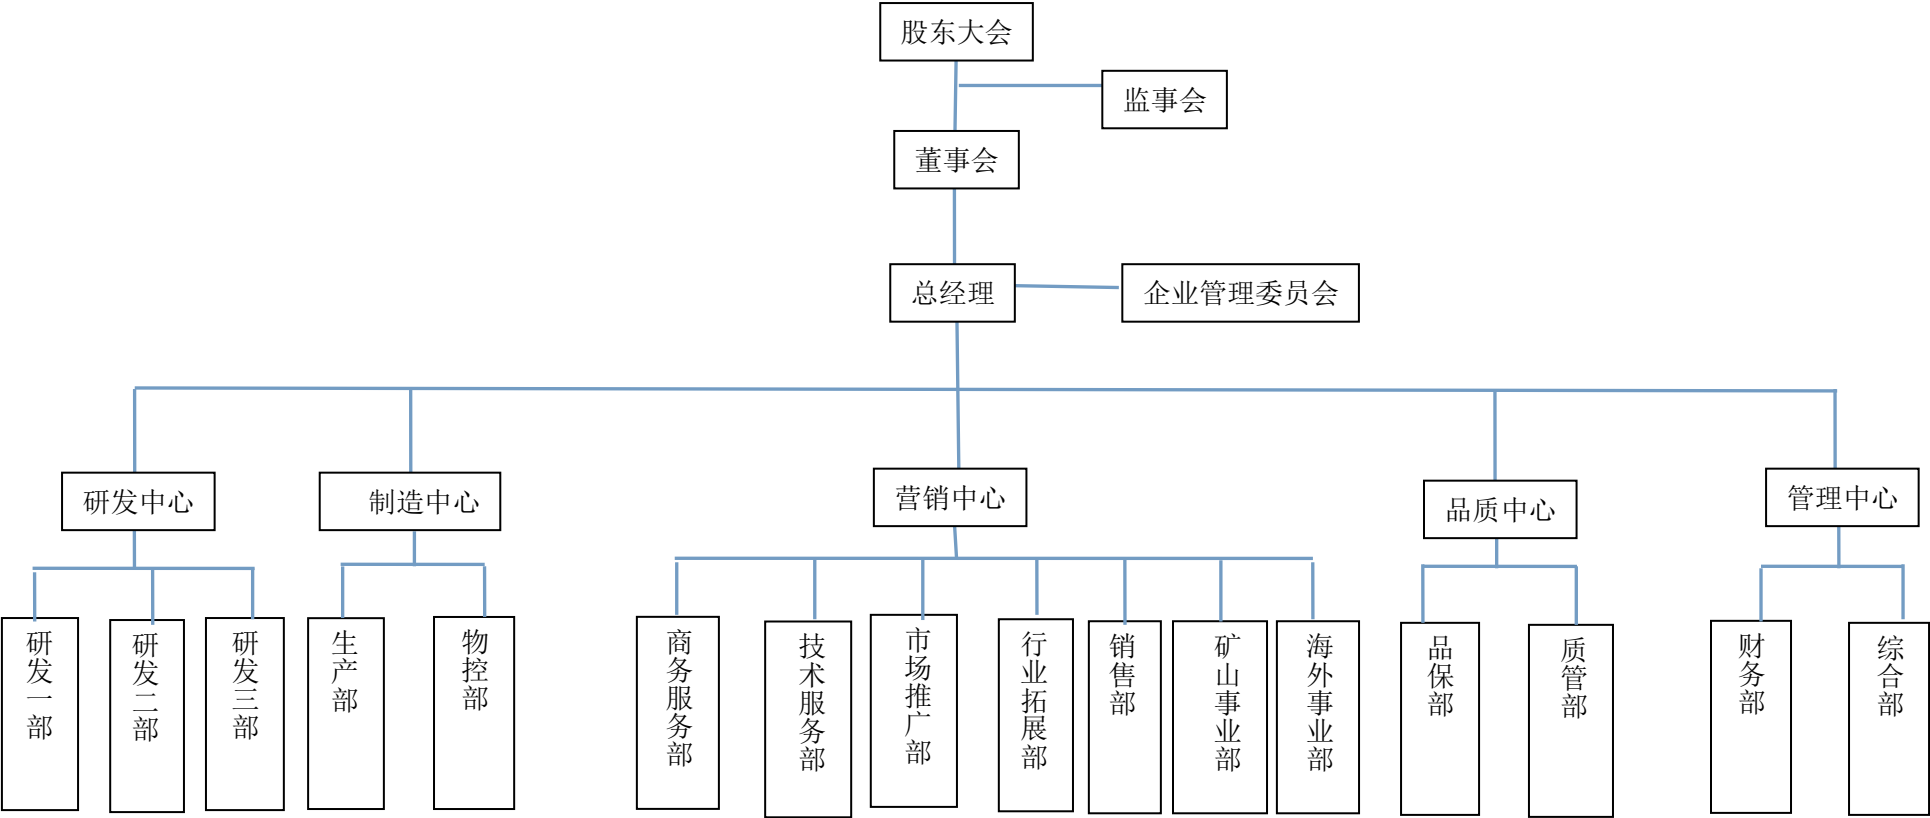 股东大会
监事会
董事会
总经理
企业管理委员会
研发中心
制造中心
营销中心
品质中心
管理中心
研发一部
研发二部
研发三部
生产部
物控部
商务服务部
技术服务部
市场推广部
行业拓展部
销售部
矿山事业部
海外事业部
品保部
质管部
财务部
综合部